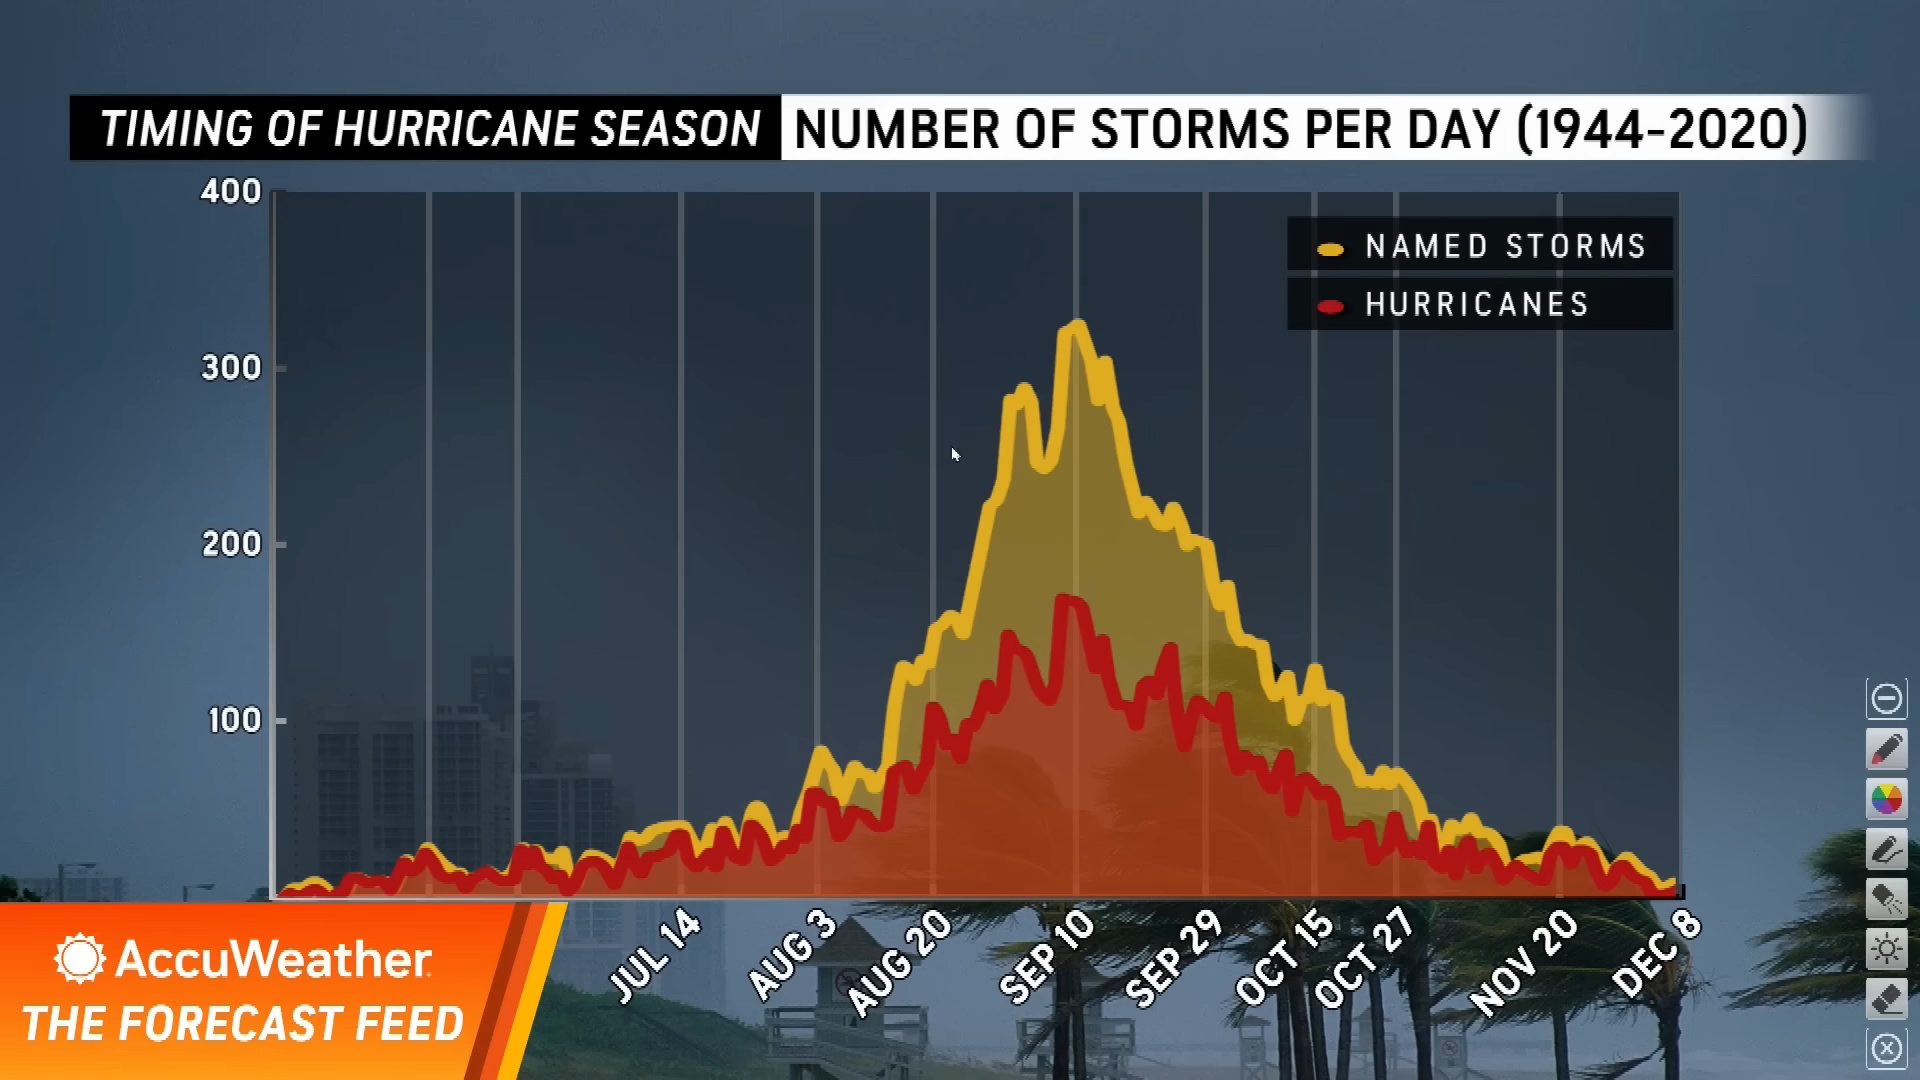 TIMING OF HURRICANE SEASON NUMBER OF STORMS PER DAY (1944-2020)
400
300
200
100
NAMED STORMS
HURRICANES
JUL 14
AUG 3
AUG 20
SEP 10
SEP 29
OCT 15
OCT 27
NOV 20
DEC 8
AccuWeather
THE FORECAST FEED